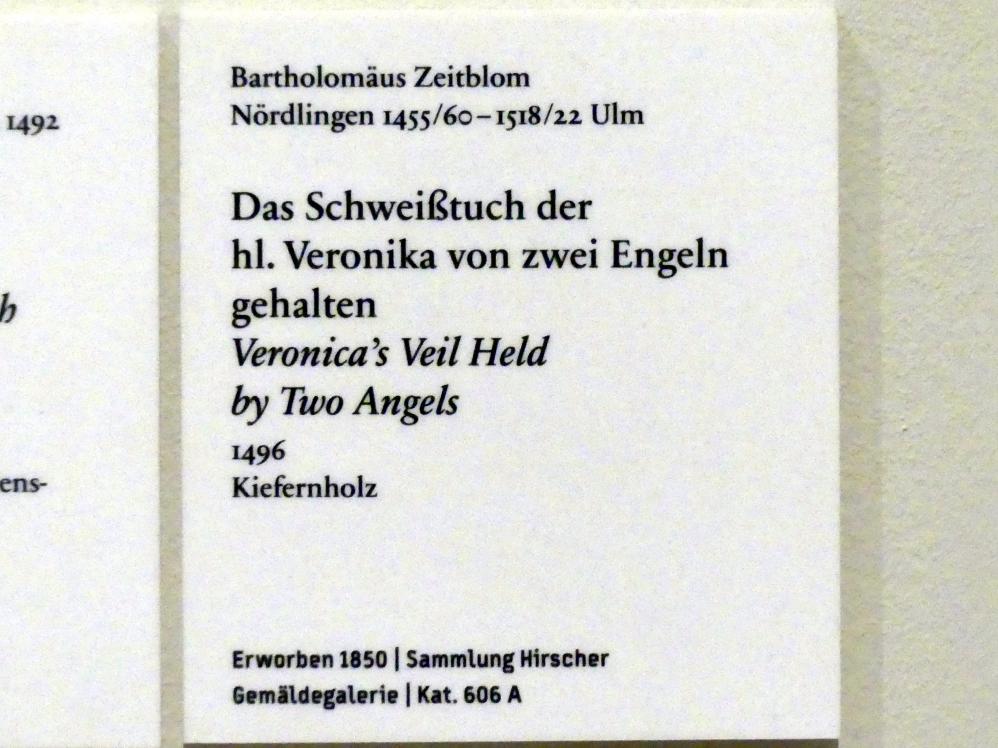 1492
h
ens-
Bartholomäus Zeitblom
Nördlingen 1455/60–1518/22 Ulm
Das Schweißtuch der
hl. Veronika von zwei Engeln
gehalten
Veronica's Veil Held
by Two Angels
1496
Kiefernholz
Erworben 1850 | Sammlung Hirscher
Gemäldegalerie | Kat. 606 A